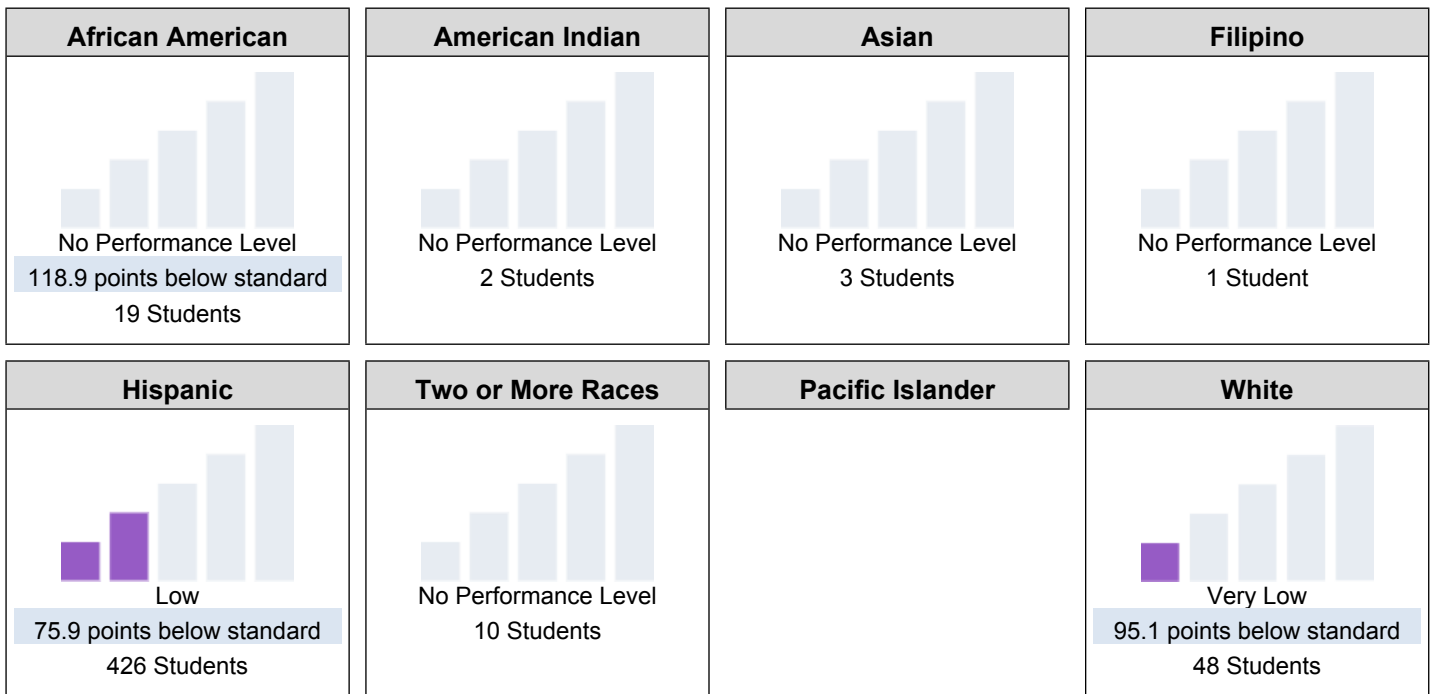 African American
No Performance Level
118.9 points below standard
19 Students
American Indian
No Performance Level
2 Students
Asian
No Performance Level
3 Students
Filipino
No Performance Level
1 Student
Hispanic
Low
75.9 points below standard
426 Students
Two or More Races
No Performance Level
10 Students
Pacific Islander
White
Very Low
95.1 points below standard
48 Students